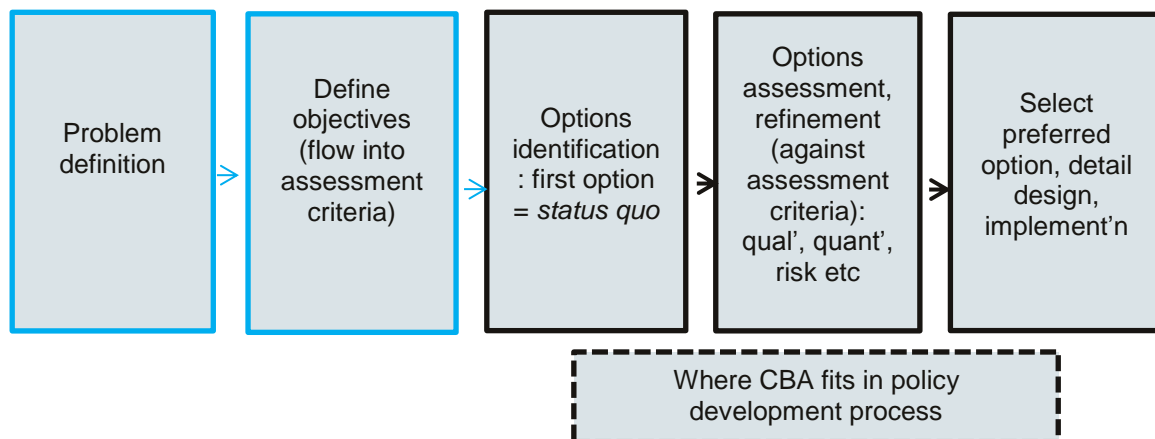 Problem
definition
Define
objectives
(flow into
assessment
criteria)
Options
identification
: first option
= status quo
Options
assessment,
refinement
(against
assessment
criteria):
qual’, quant’,
risk etc
Select
preferred
option, detail
design,
implement’n
Where CBA fits in policy
development process